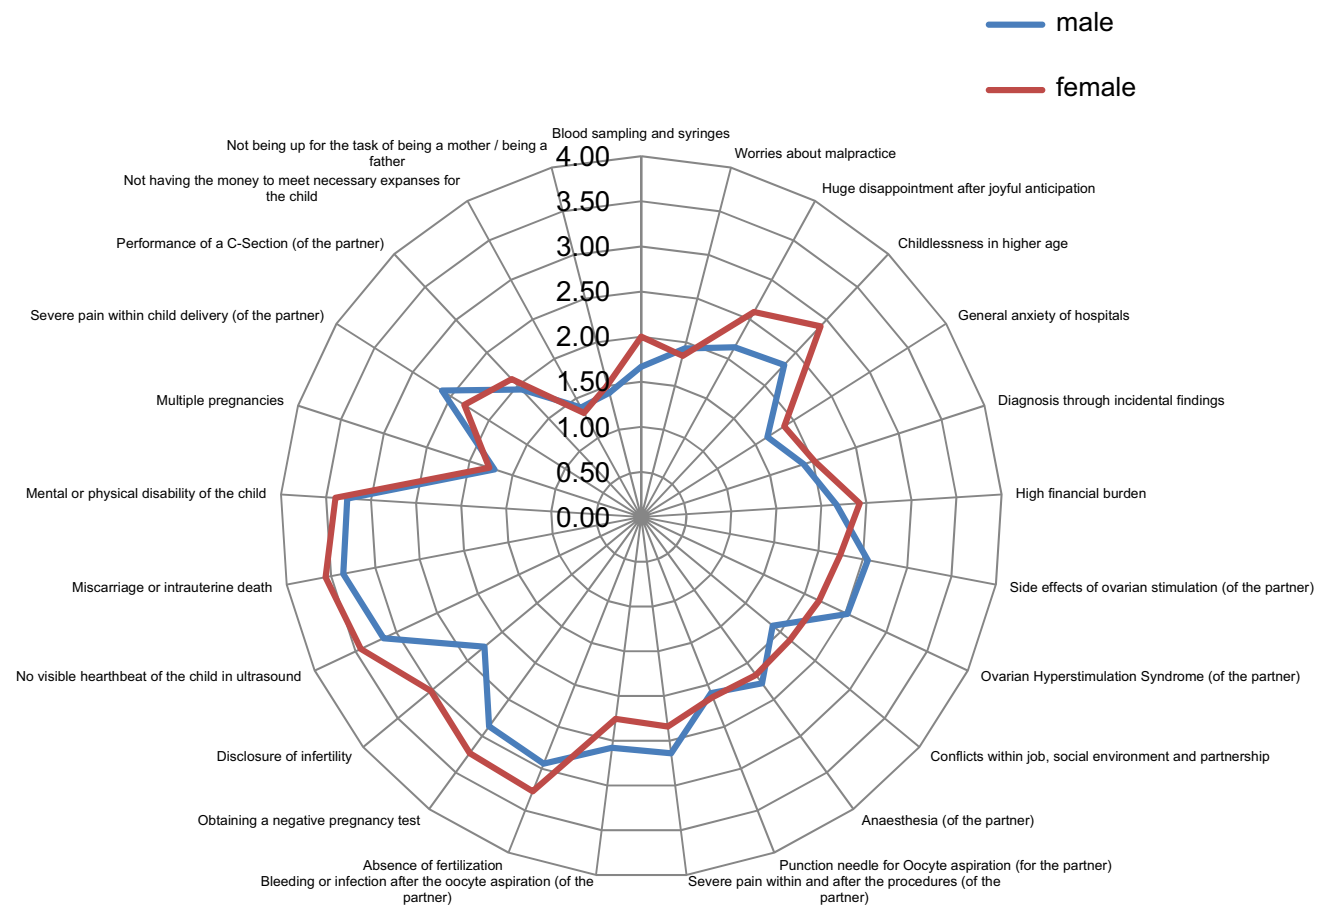 male
female
Blood sampling and syringes
Worries about malpractice
Huge disappointment after joyful anticipation
Childlessness in higher age
General anxiety of hospitals
Diagnosis through incidental findings
High financial burden
Side effects of ovarian stimulation (of the partner)
Ovarian Hyperstimulation Syndrome (of the partner)
Conflicts within job, social environment and partnership
Anaesthesia (of the partner)
Punction needle for Oocyte aspiration (for the partner)
Severe pain within and after the procedures (of the
partner)
Bleeding or infection after the oocyte aspiration (of the
partner)
Absence of fertilization
Obtaining a negative pregnancy test
Disclosure of infertility
No visible hearthbeat of the child in ultrasound
Miscarriage or intrauterine death
Mental or physical disability of the child
Multiple pregnancies
Severe pain within child delivery (of the partner)
Performance of a C-Section (of the partner)
Not having the money to meet necessary expanses for
the child
Not being up for the task of being a mother / being a
father
4.00
3.50
3.00
2.50
2.00
1.50
1.00
0.50
0.00